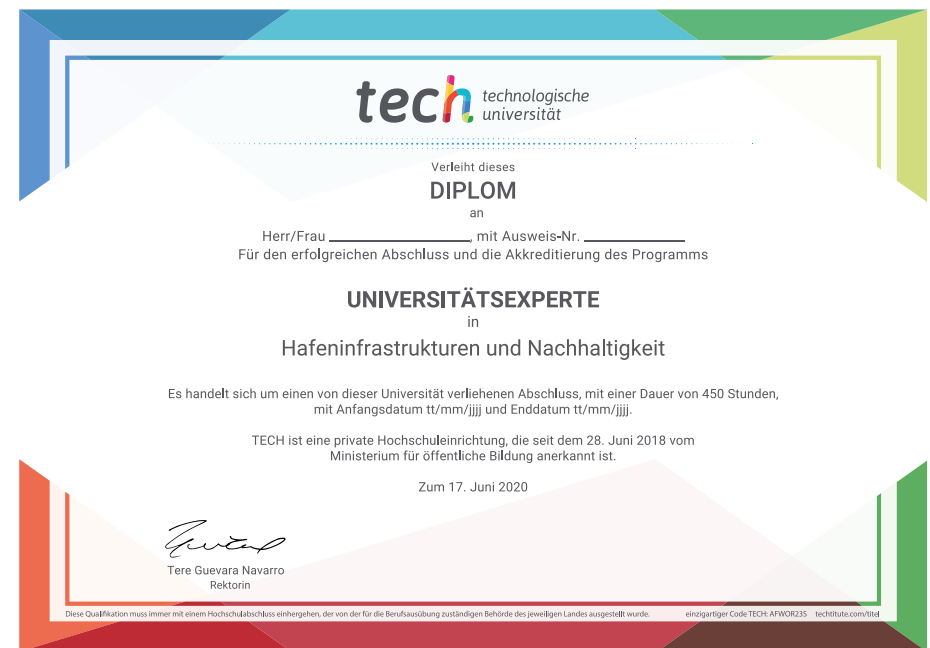 tech technologische
universität
Verleiht dieses
DIPLOM
an
Herr/Frau ____________________, mit Ausweis-Nr. ______________
Für den erfolgreichen Abschluss und die Akkreditierung des Programms
UNIVERSITÄTSEXPERTE
in
Hafeninfrastrukturen und Nachhaltigkeit
Es handelt sich um einen von dieser Universität verliehenen Abschluss, mit einer Dauer von 450 Stunden,
mit Anfangsdatum tt/mm/jjjj und Enddatum tt/mm/jjjj.
TECH ist eine private Hochschuleinrichtung, die seit dem 28. Juni 2018 vom
Ministerium für öffentliche Bildung anerkannt ist.
Zum 17. Juni 2020
Tere Guevara Navarro
Rektorin
Diese Qualifikation muss immer mit einem Hochschulabschluss einhergehen, der von der für die Berufsausübung zuständigen Behörde des jeweiligen Landes ausgestellt wurde. einzigartiger Code TECH: AFWOR23S techtitute.com/titel